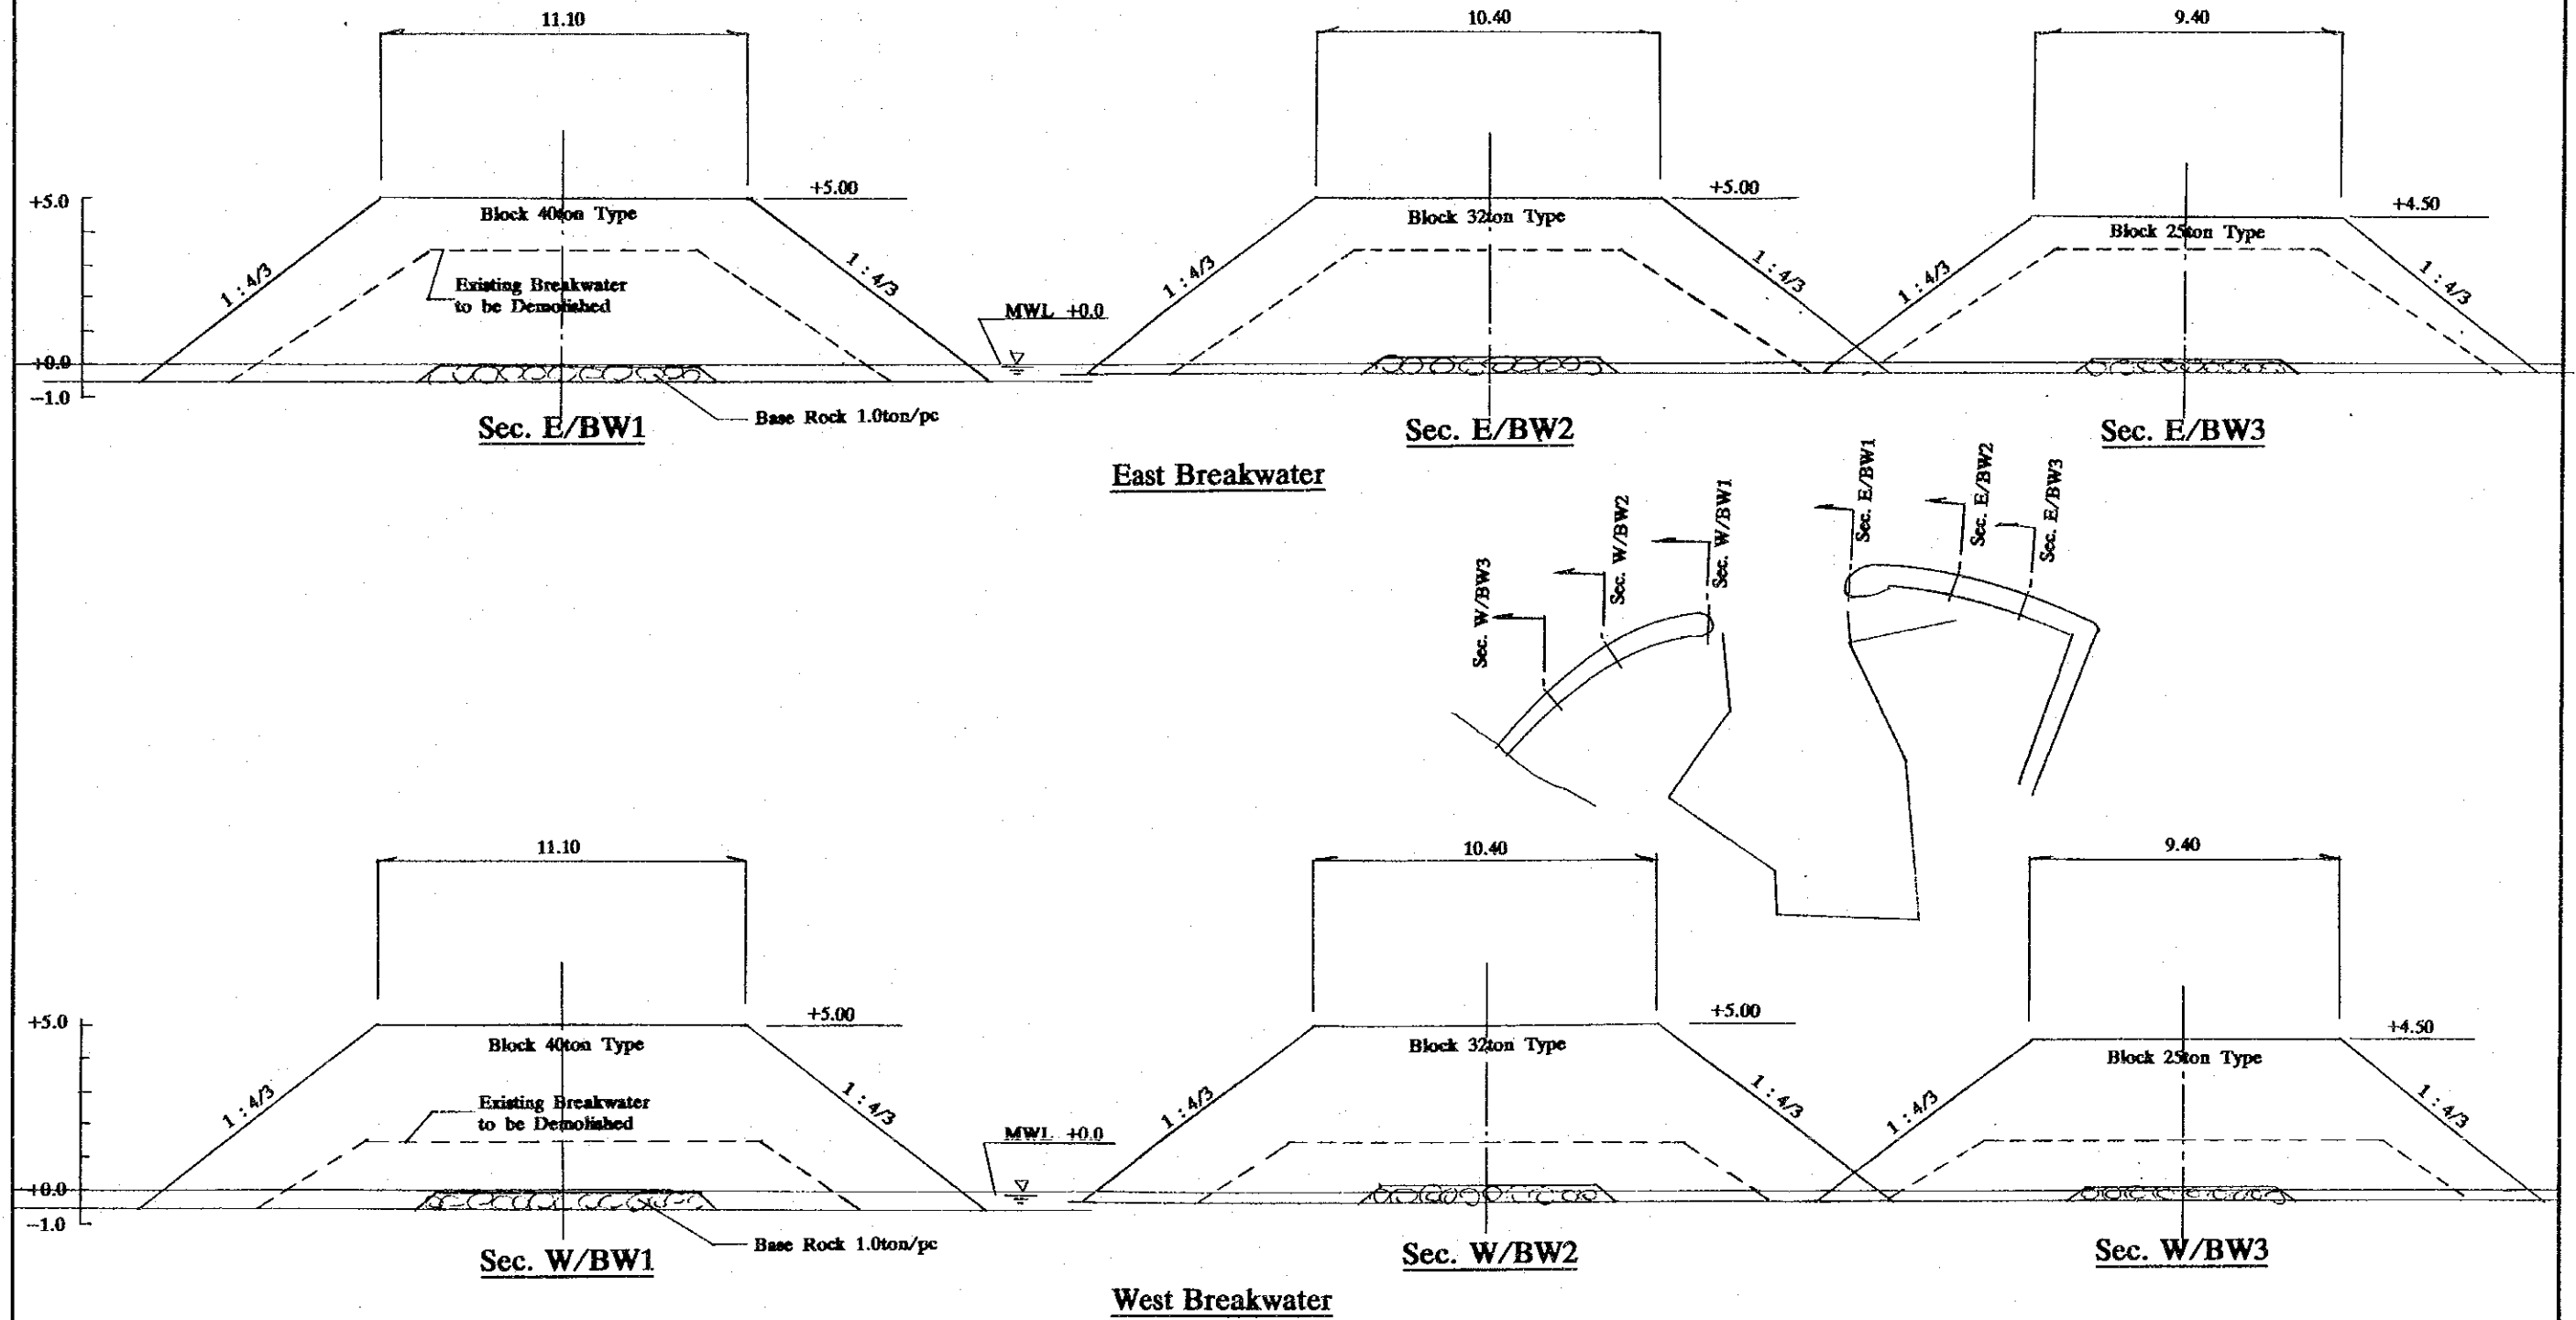 11.10
10.40
9.40
+5.0
+5.00
Block 40ton Type
+5.00
Block 32ton Type
+4.50
Block 25ton Type
1 : 4/3
1 : 4/3
1 : 4/3
1 : 4/3
1 : 4/3
1 : 4/3
Existing Breakwater
to be Demolished
MWL +0.0
+0.0
-1.0
Base Rock 1.0ton/pc
Sec. E/BW1
Sec. E/BW2
Sec. E/BW3
East Breakwater
Sec. W/BW3
Sec. W/BW2
Sec. W/BW1
Sec. E/BW1
Sec. E/BW2
Sec. E/BW3
11.10
10.40
9.40
+5.0
+5.00
Block 40ton Type
+5.00
Block 32ton Type
+4.50
Block 25ton Type
1 : 4/3
1 : 4/3
1 : 4/3
1 : 4/3
1 : 4/3
1 : 4/3
Existing Breakwater
to be Demolished
MWL +0.0
+0.0
-1.0
Base Rock 1.0ton/pc
Sec. W/BW1
Sec. W/BW2
Sec. W/BW3
West Breakwater